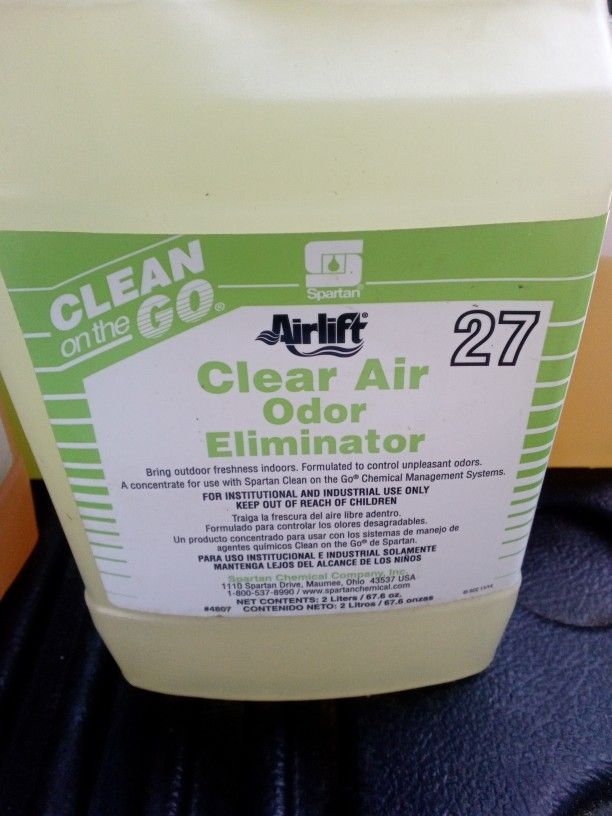 CLEAN
on the
GO®
Spartan®
Airlift®
27
Clear Air
Odor
Eliminator
Bring outdoor freshness indoors. Formulated to control unpleasant odors.
A concentrate for use with Spartan Clean on the Go® Chemical Management Systems.
FOR INSTITUTIONAL AND INDUSTRIAL USE ONLY
KEEP OUT OF REACH OF CHILDREN
Traiga la frescura del aire libre adentro.
Formulado para controlar los olores desagradables.
Un producto concentrado para usar con los sistemas de manejo de
agentes químicos Clean on the Go® de Spartan.
PARA USO INSTITUCIONAL E INDUSTRIAL SOLAMENTE
MANTENGA LEJOS DEL ALCANCE DE LOS NIÑOS
Spartan Chemical Company, Inc.
1110 Spartan Drive, Maumee, Ohio 43537 USA
1-800-537-8990 / www.spartanchemical.com
NET CONTENTS: 2 Liters / 67.6 oz.
#4807 CONTENIDO NETO: 2 Litros / 67.6 onzas